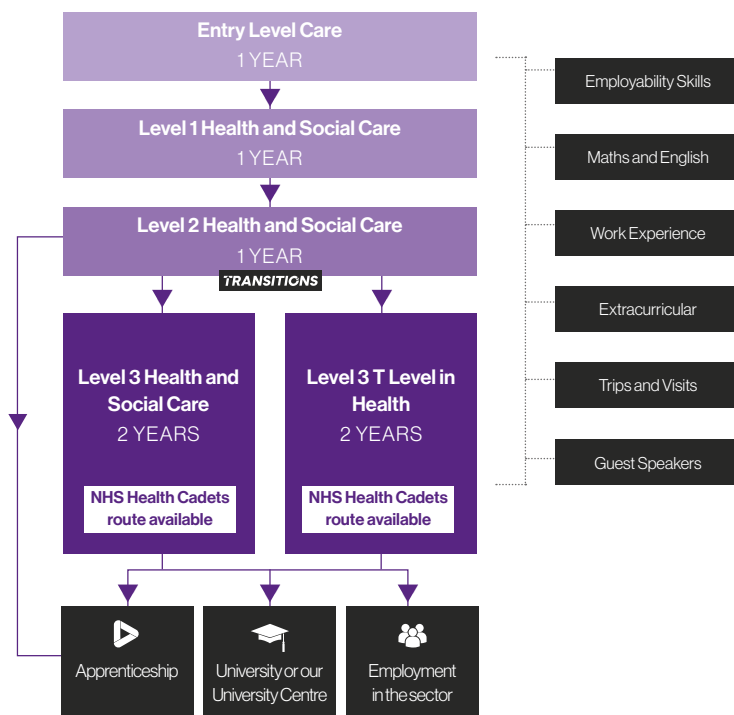 Entry Level Care
1 YEAR
Level 1 Health and Social Care
1 YEAR
Level 2 Health and Social Care
1 YEAR
TRANSITIONS
Level 3 Health and
Social Care
2 YEARS
NHS Health Cadets
route available
Level 3 T Level in
Health
2 YEARS
NHS Health Cadets
route available
Apprenticeship
University or our
University Centre
Employment
in the sector
Employability Skills
Maths and English
Work Experience
Extracurricular
Trips and Visits
Guest Speakers